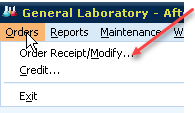 General Laboratory - Aft
Orders Reports Maintenance W
Order Receipt/Modify...
Credit...
Exit